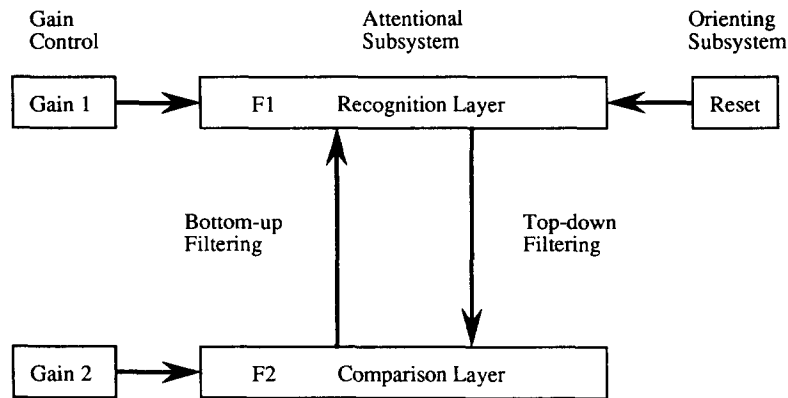 Gain
Control
Attentional
Subsystem
Orienting
Subsystem
Gain 1
F1 Recognition Layer
Reset
Bottom-up
Filtering
Top-down
Filtering
Gain 2
F2 Comparison Layer